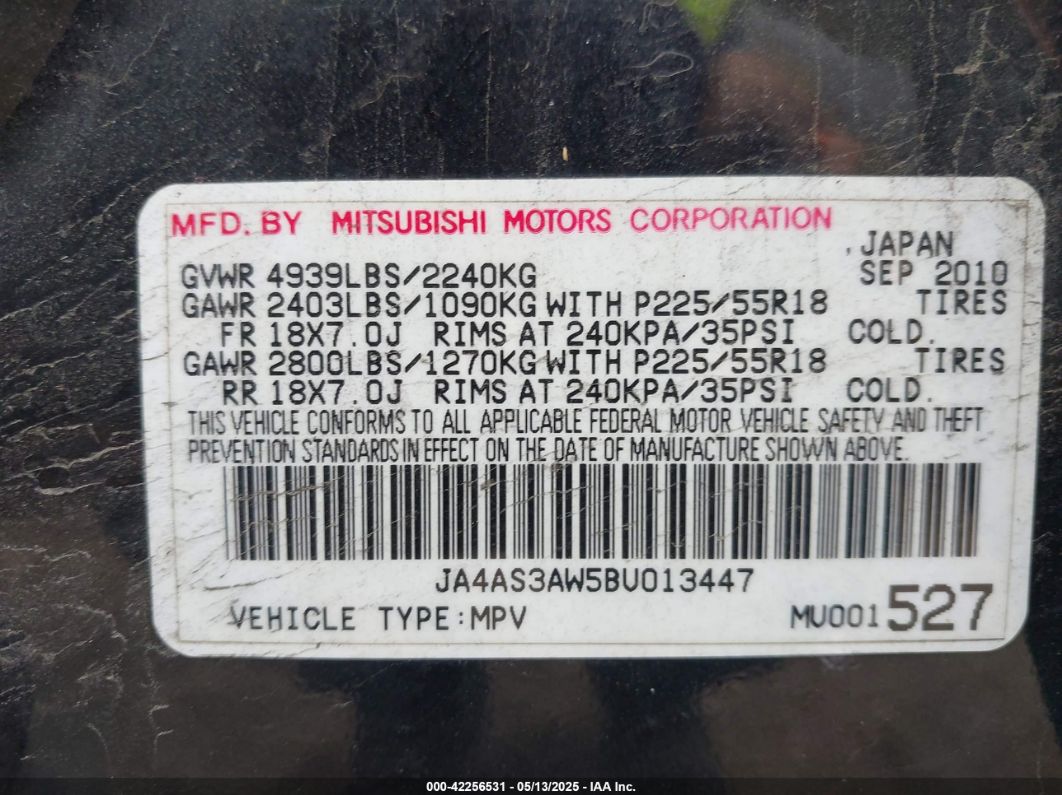 MFD. BY MITSUBISHI MOTORS CORPORATION
, JAPAN
GVWR 4939LBS/2240KG SEP 2010
GAWR 2403LBS/1090KG WITH P225/55R18 TIRES
FR 18X7.0J RIMS AT 240KPA/35PSI COLD.
GAWR 2800LBS/1270KG WITH P225/55R18 TIRES
RR 18X7.0J RIMS AT 240KPA/35PSI COLD.
THIS VEHICLE CONFORMS TO ALL APPLICABLE FEDERAL MOTOR VEHICLE SAFETY AND THEFT
PREVENTION STANDARDS IN EFFECT ON THE DATE OF MANUFACTURE SHOWN ABOVE.
JA4AS3AW5BU013447
VEHICLE TYPE:MPV MU001527
000-42256531 - 05/13/2025 - IAA Inc.